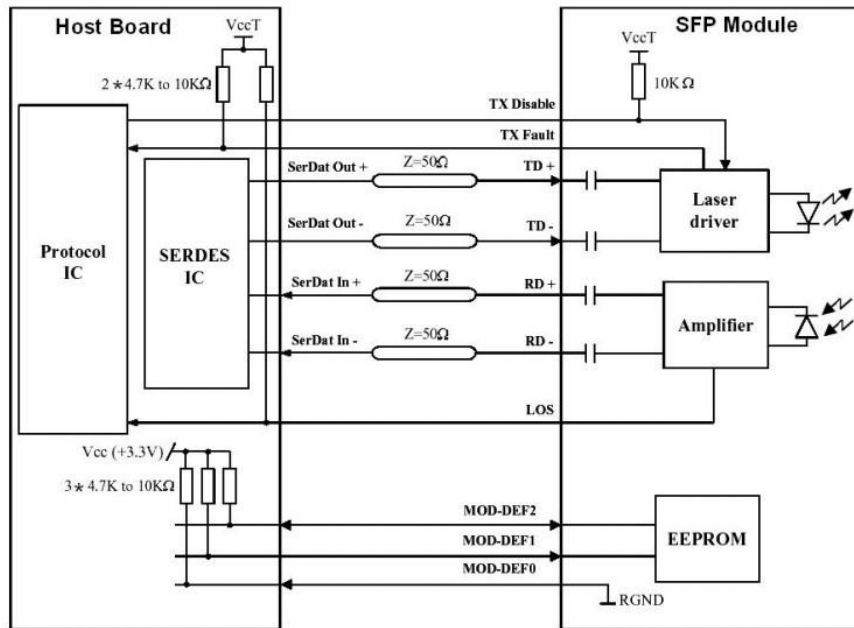 Host Board
SFP Module
VccT
VccT
2*4.7K to 10KΩ
10KΩ
TX Disable
TX Fault
SerDat Out +
Z=50Ω
TD +
Laser
driver
SerDat Out -
Z=50Ω
TD -
Protocol
IC
SERDES
IC
SerDat In +
Z=50Ω
RD +
Amplifier
SerDat In -
Z=50Ω
RD -
LOS
Vcc (+3.3V)
3*4.7K to 10KΩ
MOD-DEF2
MOD-DEF1
MOD-DEF0
EEPROM
RGND